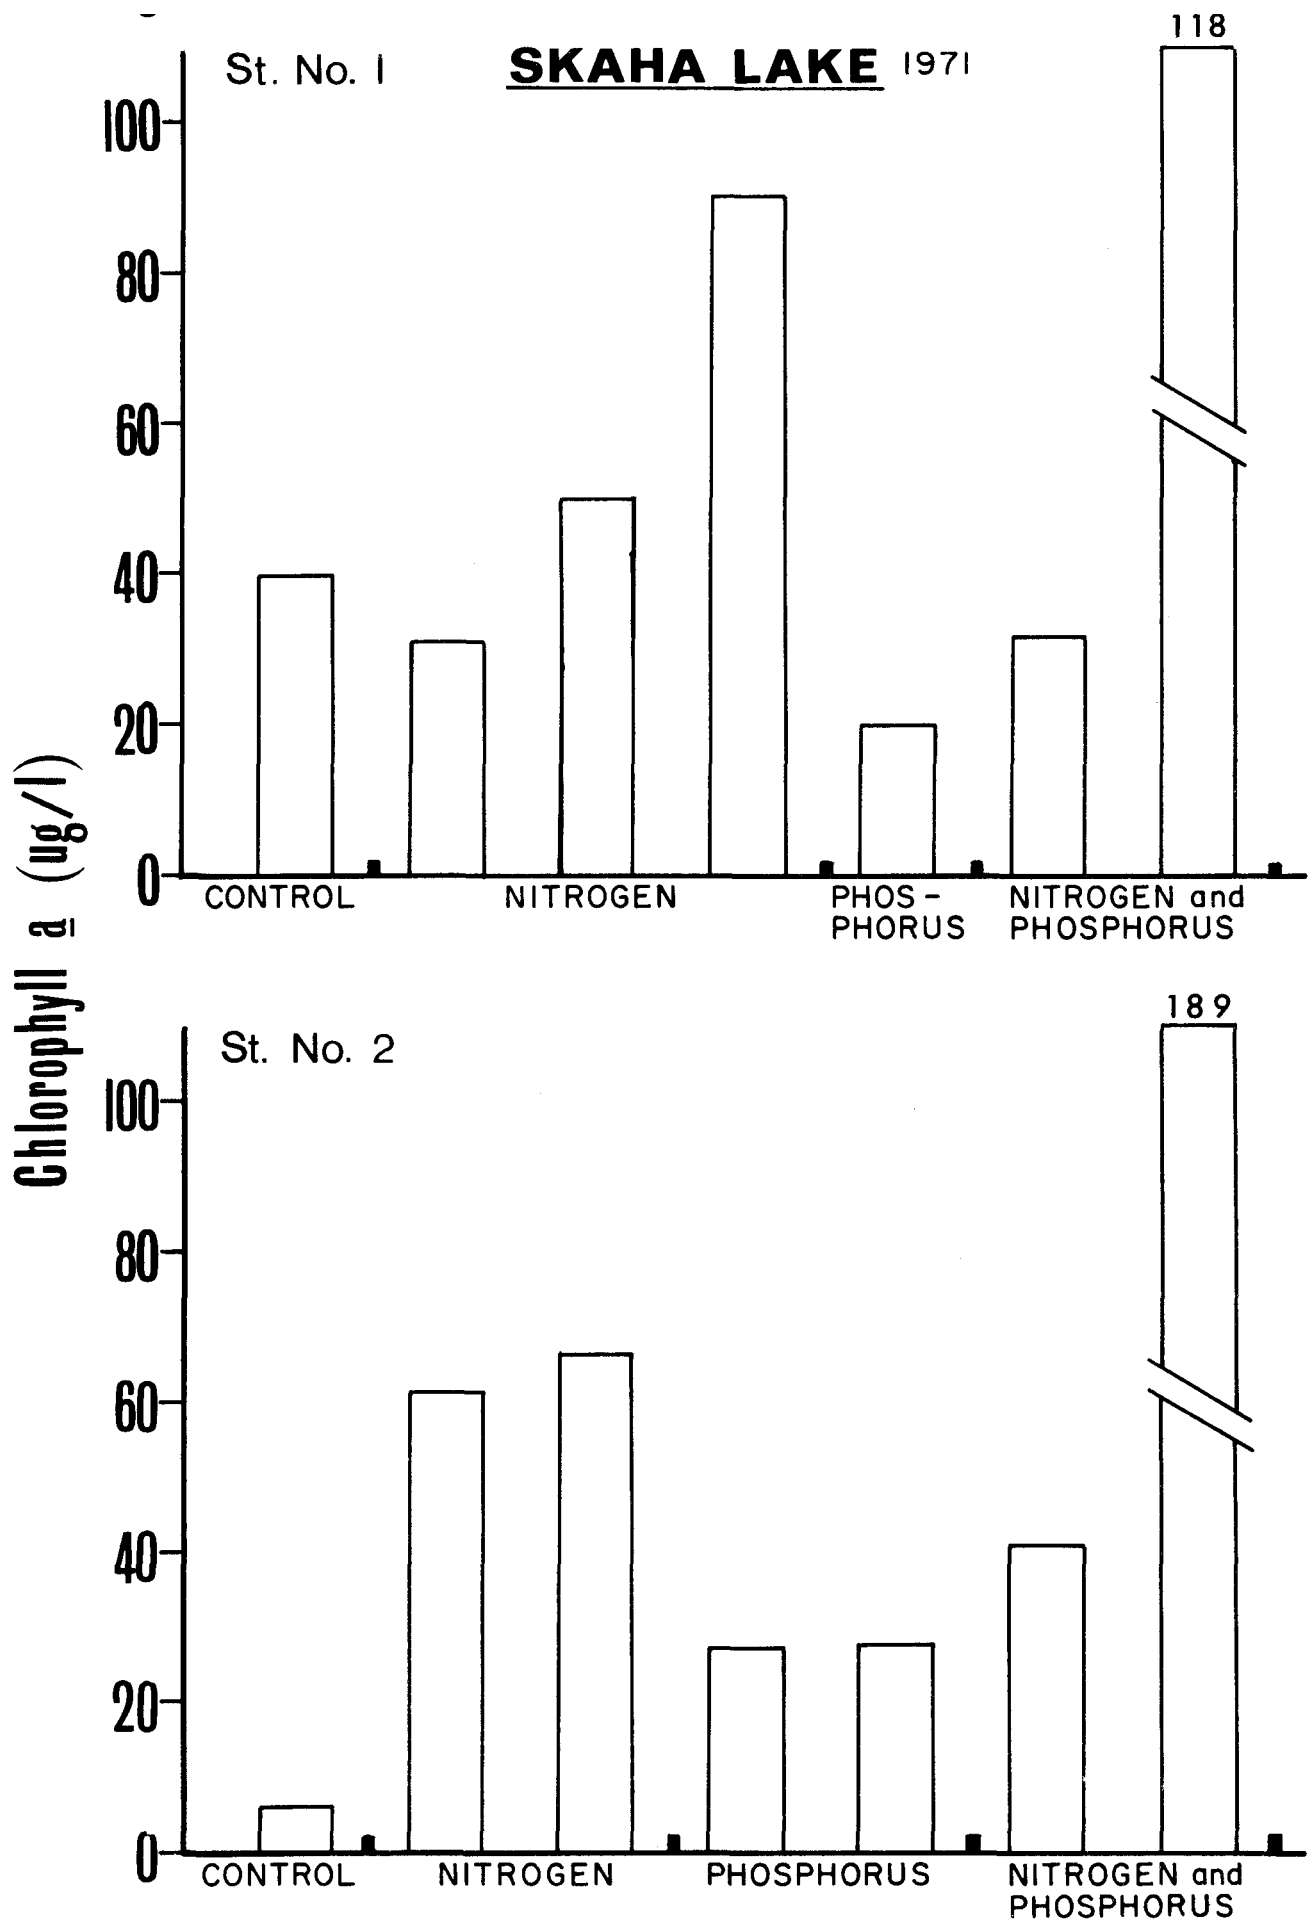 St. No. 1 SKAHA LAKE 1971
118
100
80
60
40
20
0
CONTROL NITROGEN PHOS- NITROGEN and
PHORUS PHOSPHORUS
Chlorophyll a (ug/l)
St. No. 2
189
100
80
60
40
20
0
CONTROL NITROGEN PHOSPHORUS NITROGEN and
PHOSPHORUS